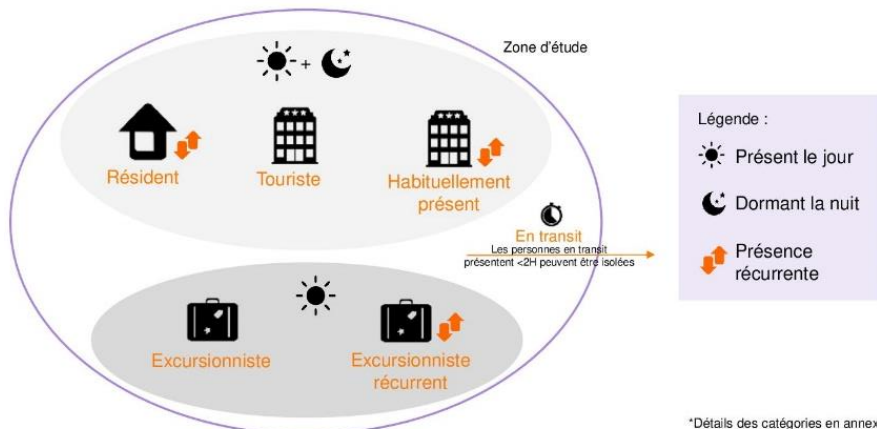 Zone d'étude
+
Résident
Touriste
Habituellement
présent
En transit
Les personnes en transit
présentent <2H peuvent être isolées
Excursionniste
Excursionniste
récurrent
Légende :
Présent le jour
Dormant la nuit
Présence
récurrente
*Détails des catégories en annex